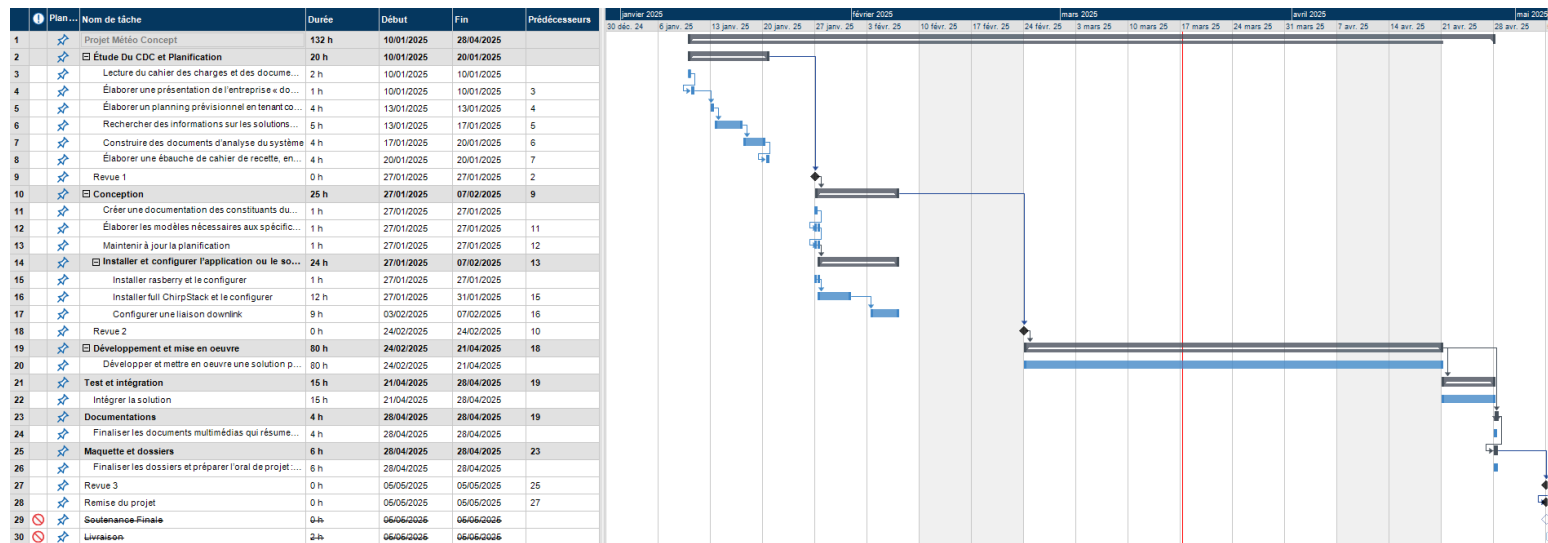 janvier 2025 février 2025 mars 2025 avril 2025 mai 2025
Plan ... Nom de tâche Durée Début Fin Prédécesseurs 30 déc. 24 6 janv. 25 13 janv. 25 20 janv. 25 27 janv. 25 3 févr. 25 10 févr. 25 17 févr. 25 24 févr. 25 3 mars 25 10 mars 25 17 mars 25 24 mars 25 31 mars 25 7 avr. 25 14 avr. 25 21 avr. 25 28 avr. 25
1 Projet Météo Concept 132 h 10/01/2025 28/04/2025
2 Étude Du CDC et Planification 20 h 10/01/2025 20/01/2025
3 Lecture du cahier des charges et des docume... 2 h 10/01/2025 10/01/2025
4 Élaborer une présentation de l'entreprise « do... 1 h 10/01/2025 10/01/2025 3
5 Élaborer un planning prévisionnel en tenant co... 4 h 13/01/2025 13/01/2025 4
6 Rechercher des informations sur les solutions... 5 h 13/01/2025 17/01/2025 5
7 Construire des documents d'analyse du système 4 h 17/01/2025 20/01/2025 6
8 Élaborer une ébauche de cahier de recette, en... 4 h 20/01/2025 20/01/2025 7
9 Revue 1 0 h 27/01/2025 27/01/2025 2
10 Conception 25 h 27/01/2025 07/02/2025 9
11 Créer une documentation des constituants du... 1 h 27/01/2025 27/01/2025
12 Élaborer les modèles nécessaires aux spécific... 1 h 27/01/2025 27/01/2025 11
13 Maintenir à jour la planification 1 h 27/01/2025 27/01/2025 12
14 Installer et configurer l'application ou le so... 24 h 27/01/2025 07/02/2025 13
15 Installer rasberry et le configurer 1 h 27/01/2025 27/01/2025
16 Installer full ChirpStack et le configurer 12 h 27/01/2025 31/01/2025 15
17 Configurer une liaison downlink 9 h 03/02/2025 07/02/2025 16
18 Revue 2 0 h 24/02/2025 24/02/2025 10
19 Développement et mise en oeuvre 80 h 24/02/2025 21/04/2025 18
20 Développer et mettre en oeuvre une solution p... 80 h 24/02/2025 21/04/2025
21 Test et intégration 15 h 21/04/2025 28/04/2025 19
22 Intégrer la solution 15 h 21/04/2025 28/04/2025
23 Documentations 4 h 28/04/2025 28/04/2025 19
24 Finaliser les documents multimédias qui résume... 4 h 28/04/2025 28/04/2025
25 Maquette et dossiers 6 h 28/04/2025 28/04/2025 23
26 Finaliser les dossiers et préparer l'oral de projet :... 6 h 28/04/2025 28/04/2025
27 Revue 3 0 h 05/05/2025 05/05/2025 25
28 Remise du projet 0 h 05/05/2025 05/05/2025 27
29 Soutenance Finale 0 h 05/05/2025 05/05/2025
30 Livraison 2 h 05/05/2025 05/05/2025